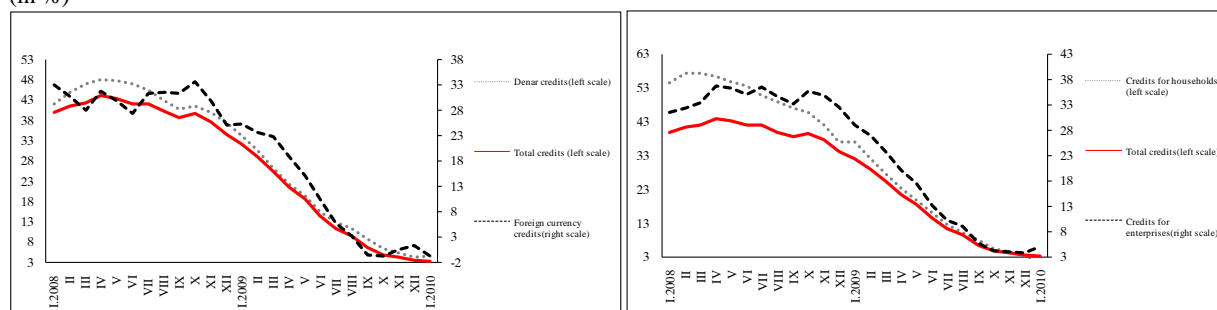 (in %)
53
48
43
38
33
28
23
18
13
8
3
38
33
28
23
18
13
8
3
-2
Denar credits(left scale)
Total credits (left scale)
Foreign currency
credits(right scale)
I.2008
II
III
IV
V
VI
VII
VIII
IX
X
XI
XII
I.2009
II
III
IV
V
VI
VII
VIII
IX
X
XI
XII
I.2010
63
53
43
33
23
13
3
43
38
33
28
23
18
13
8
3
Credits for households
(left scale)
Total credits(left scale)
Credits for
enterprises(right scale)
I.2008
II
III
IV
V
VI
VII
VIII
IX
X
XI
XII
I.2009
II
III
IV
V
VI
VII
VIII
IX
X
XI
XII
I.2010